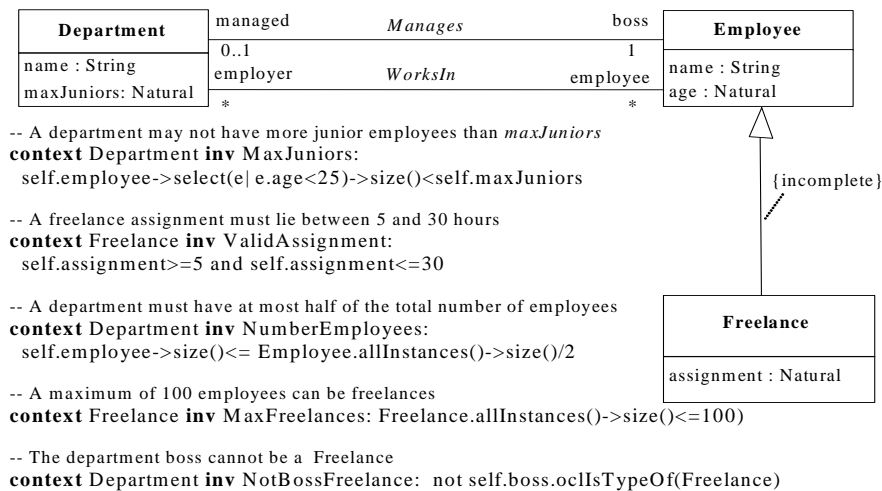 Department
managed
Manages
boss
Employee
0..1
1
name : String
maxJuniors: Natural
employer
WorksIn
employee
name : String
age : Natural
*
*
-- A department may not have more junior employees than maxJuniors
context Department inv MaxJuniors:
self.employee->select(e| e.age<25)->size()<self.maxJuniors
{incomplete}
-- A freelance assignment must lie between 5 and 30 hours
context Freelance inv ValidAssignment:
self.assignment>=5 and self.assignment<=30
-- A department must have at most half of the total number of employees
context Department inv NumberEmployees:
self.employee->size()<= Employee.allInstances()->size()/2
Freelance
assignment : Natural
-- A maximum of 100 employees can be freelances
context Freelance inv MaxFreelances: Freelance.allInstances()->size()<=100)
-- The department boss cannot be a Freelance
context Department inv NotBossFreelance: not self.boss.oclIsTypeOf(Freelance)